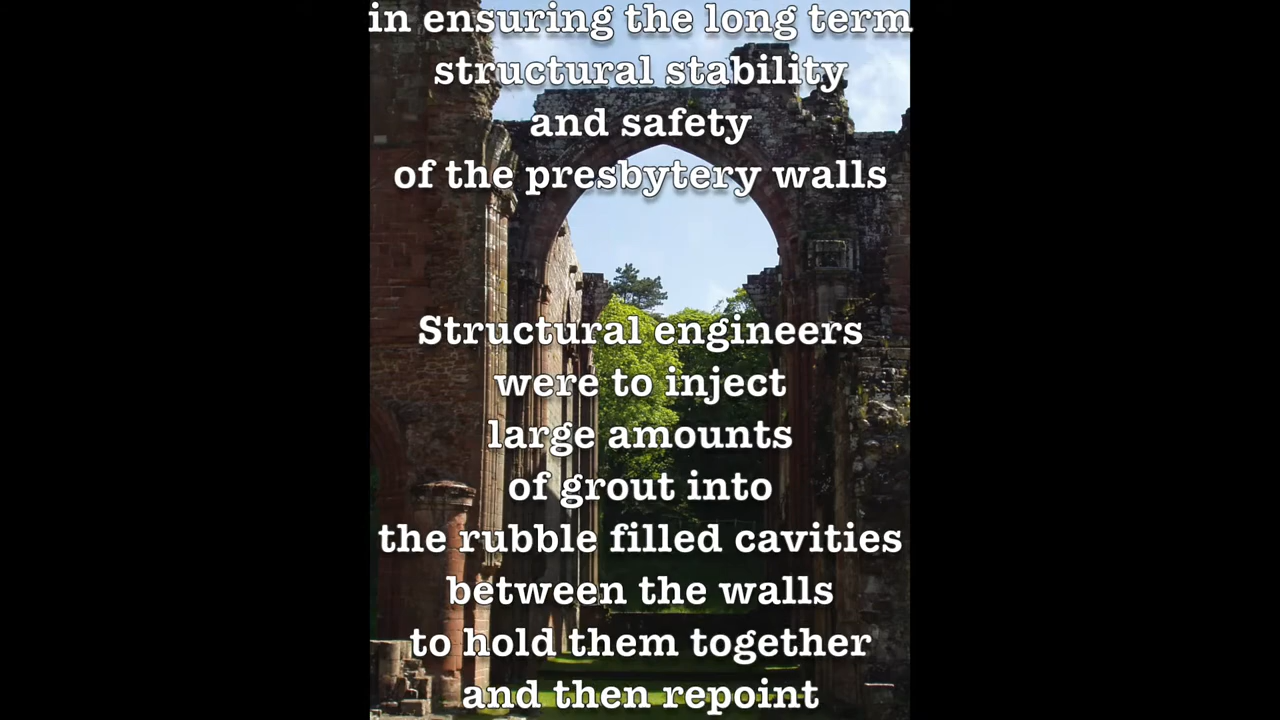 in ensuring the long term
structural stability
and safety
of the presbytery walls
Structural engineers
were to inject
large amounts
of grout into
the rubble filled cavities
between the walls
to hold them together
and then repoint